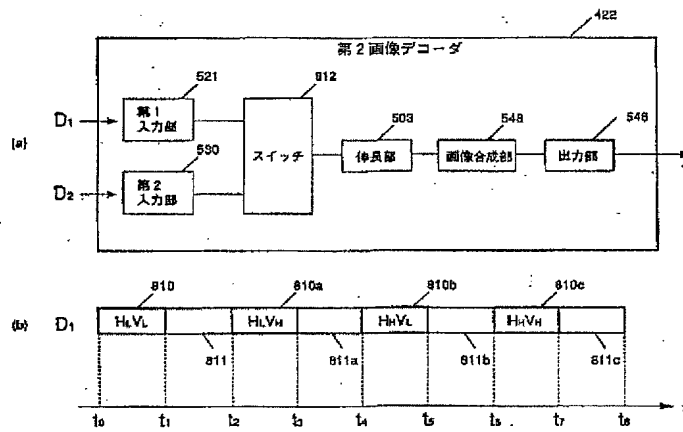 422
第2画像デコーダ
521
812
[a]
D₁
第1
入力部
スイッチ
503
548
546
530
伸長部
画像合成部
出力部
D₂
第2
入力部
810
810a
810b
810c
(b)
D₁
HLVL
HLVH
HHVL
HHVH
811
811a
811b
811c
t₀
t₁
t₂
t₃
t₄
t₅
t₆
t₇
t₈